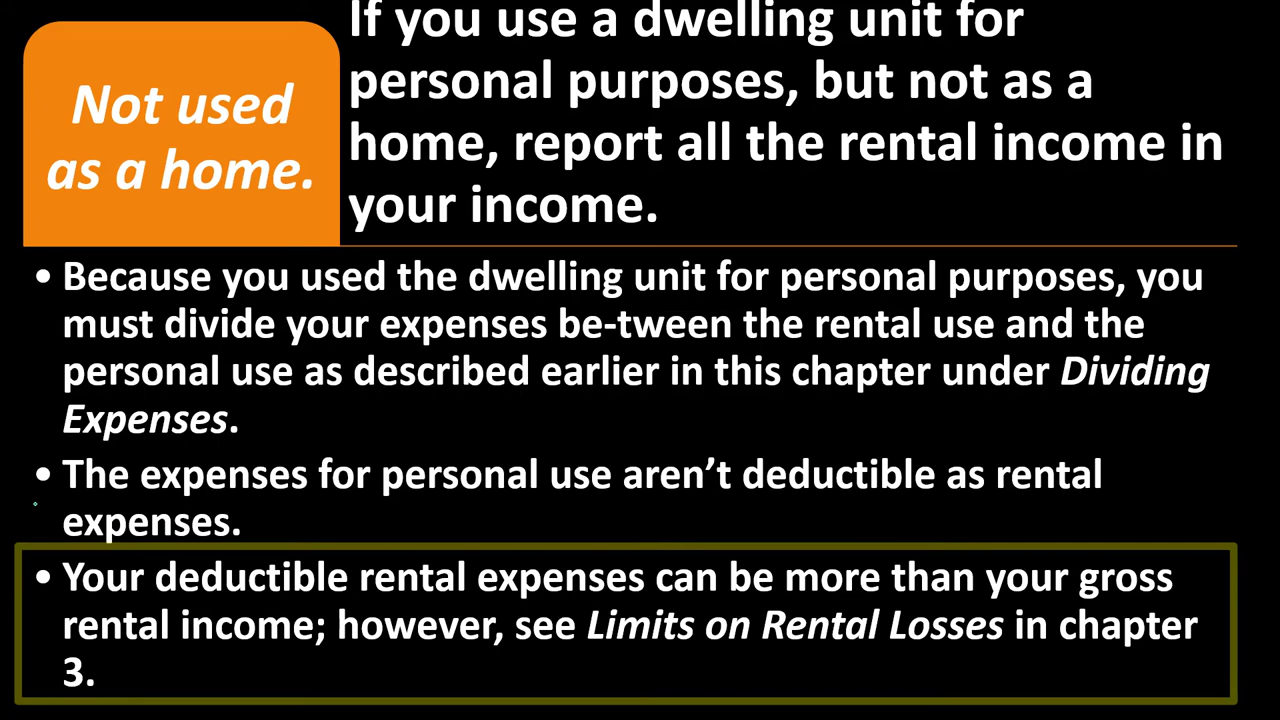 Not used
as a home.
If you use a dwelling unit for
personal purposes, but not as a
home, report all the rental income in
your income.
• Because you used the dwelling unit for personal purposes, you
must divide your expenses be-tween the rental use and the
personal use as described earlier in this chapter under Dividing
Expenses.
• The expenses for personal use aren’t deductible as rental
expenses.
• Your deductible rental expenses can be more than your gross
rental income; however, see Limits on Rental Losses in chapter
3.